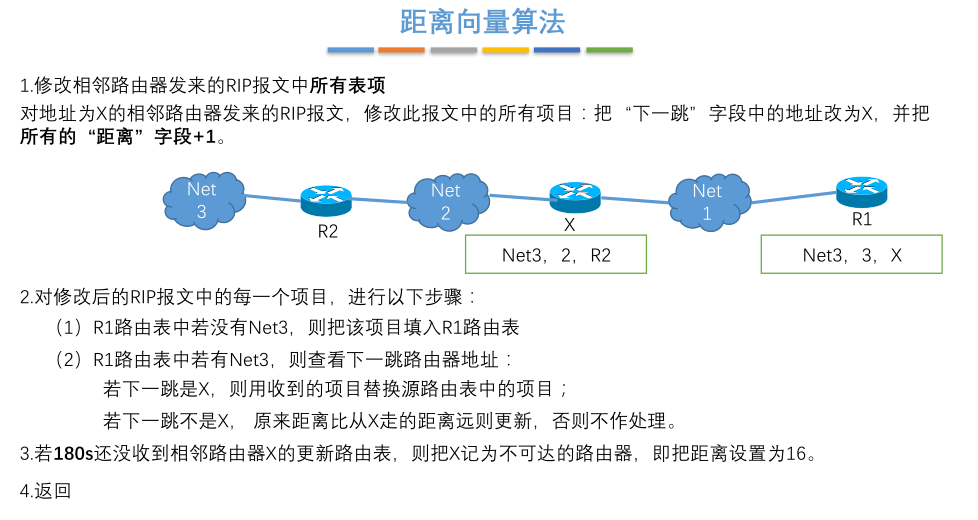 距离向量算法
1.修改相邻路由器发来的RIP报文中所有表项
对地址为X的相邻路由器发来的RIP报文，修改此报文中的所有项目：把“下一跳”字段中的地址改为X，并把
所有的“距离”字段+1。
Net
3
R2
Net
2
X
Net
1
R1
Net3，2，R2
Net3，3，X
2.对修改后的RIP报文中的每一个项目，进行以下步骤：
（1）R1路由表中若没有Net3，则把该项目填入R1路由表
（2）R1路由表中若有Net3，则查看下一跳路由器地址：
若下一跳是X，则用收到的项目替换源路由表中的项目；
若下一跳不是X， 原来距离比从X走的距离远则更新，否则不作处理。
3.若180s还没收到相邻路由器X的更新路由表，则把X记为不可达的路由器，即把距离设置为16。
4.返回